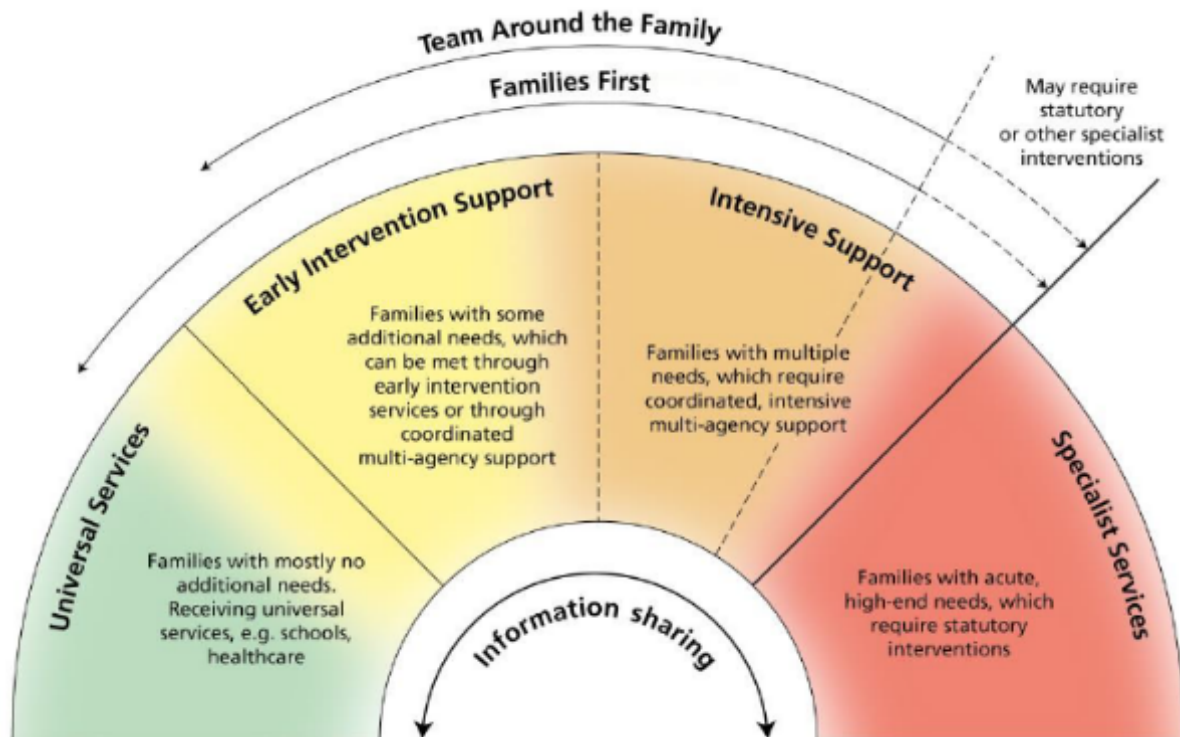 Team Around the Family
Families First
May require
statutory
or other specialist
interventions
Early Intervention Support
Intensive Support
Families with some
additional needs, which
can be met through
early intervention
services or through
coordinated
multi-agency support
Families with multiple
needs, which require
coordinated, intensive
multi-agency support
Universal Services
Specialist Services
Families with mostly no
additional needs.
Receiving universal
services, e.g. schools,
healthcare
Information sharing
Families with acute,
high-end needs, which
require statutory
interventions